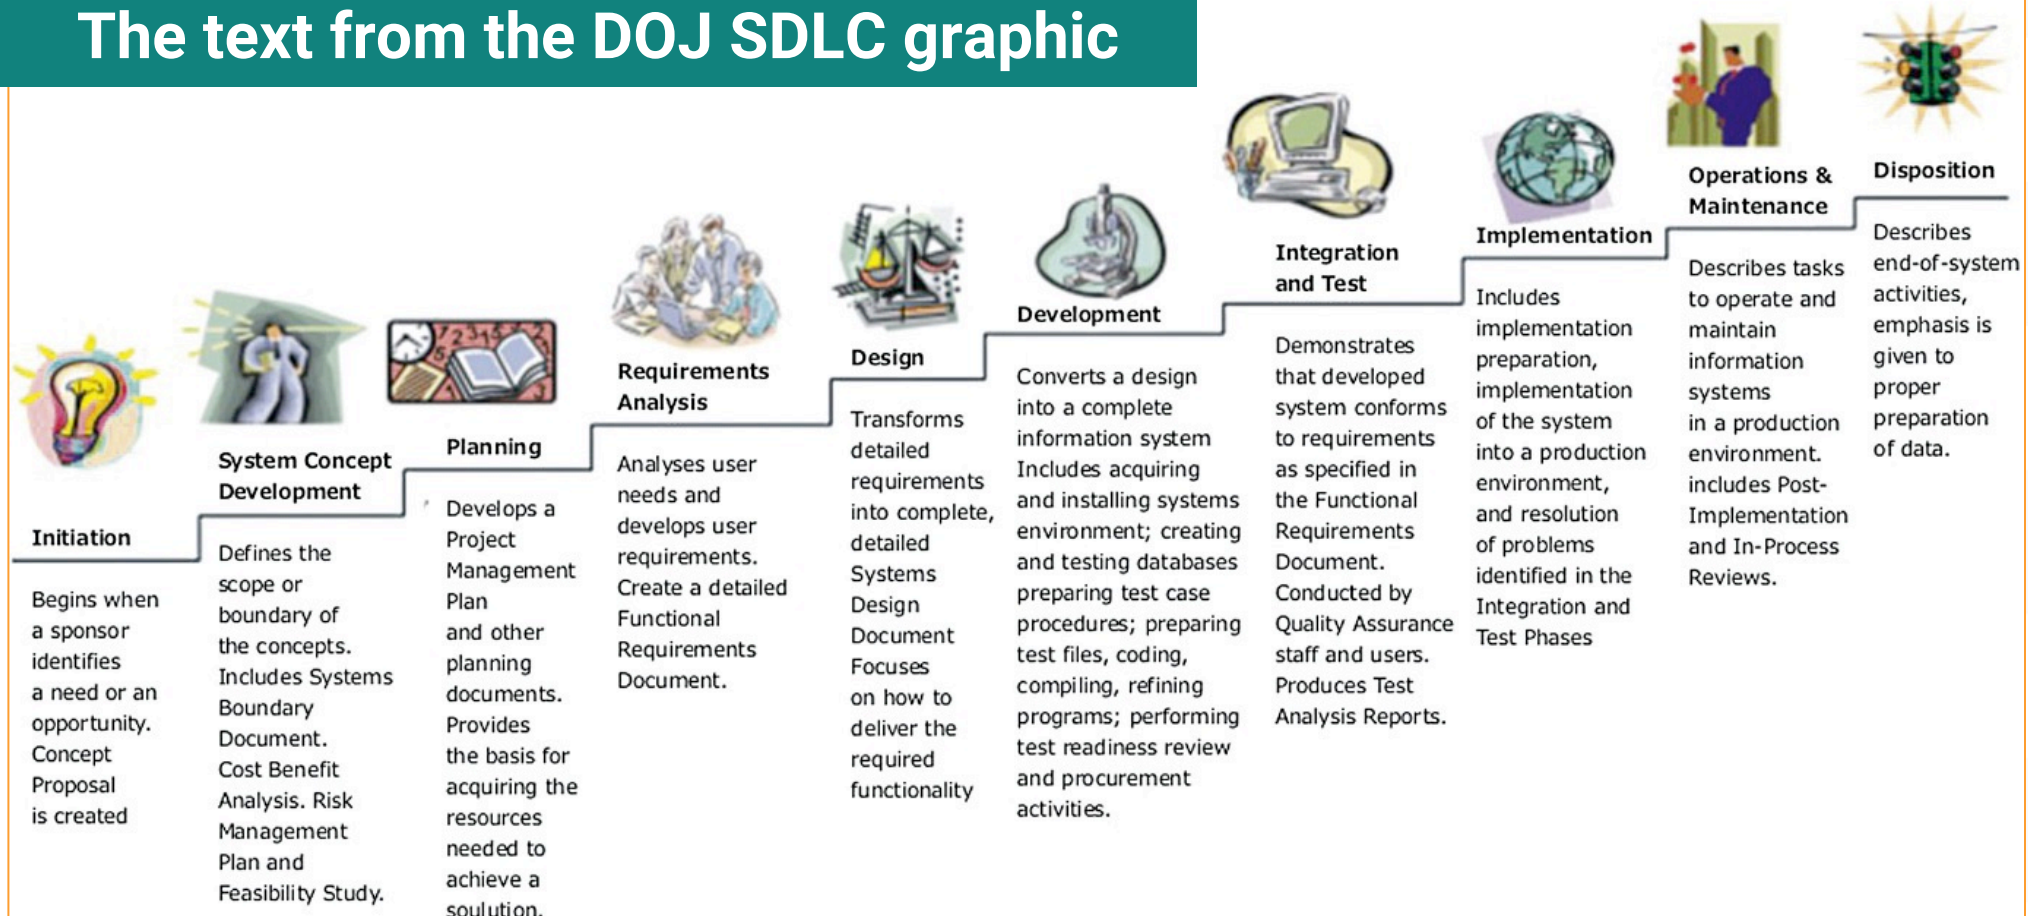 The text from the DOJ SDLC graphic
Initiation
Begins when
a sponsor
identifies
a need or an
opportunity.
Concept
Proposal
is created
System Concept
Development
Defines the
scope or
boundary of
the concepts.
Includes Systems
Boundary
Document.
Cost Benefit
Analysis. Risk
Management
Plan and
Feasibility Study.
Planning
Develops a
Project
Management
Plan
and other
planning
documents.
Provides
the basis for
acquiring the
resources
needed to
achieve a
soulution.
Requirements
Analysis
Analyses user
needs and
develops user
requirements.
Create a detailed
Functional
Requirements
Document.
Design
Transforms
detailed
requirements
into complete,
detailed
Systems
Design
Document
Focuses
on how to
deliver the
required
functionality
Development
Converts a design
into a complete
information system
Includes acquiring
and installing systems
environment; creating
and testing databases
preparing test case
procedures; preparing
test files, coding,
compiling, refining
programs; performing
test readiness review
and procurement
activities.
Integration
and Test
Demonstrates
that developed
system conforms
to requirements
as specified in
the Functional
Requirements
Document.
Conducted by
Quality Assurance
staff and users.
Produces Test
Analysis Reports.
Implementation
Includes
implementation
preparation,
implementation
of the system
into a production
environment,
and resolution
of problems
identified in the
Integration and
Test Phases
Operations &
Maintenance
Describes tasks
to operate and
maintain
information
systems
in a production
environment.
includes Post-
Implementation
and In-Process
Reviews.
Disposition
Describes
end-of-system
activities,
emphasis is
given to
proper
preparation
of data.